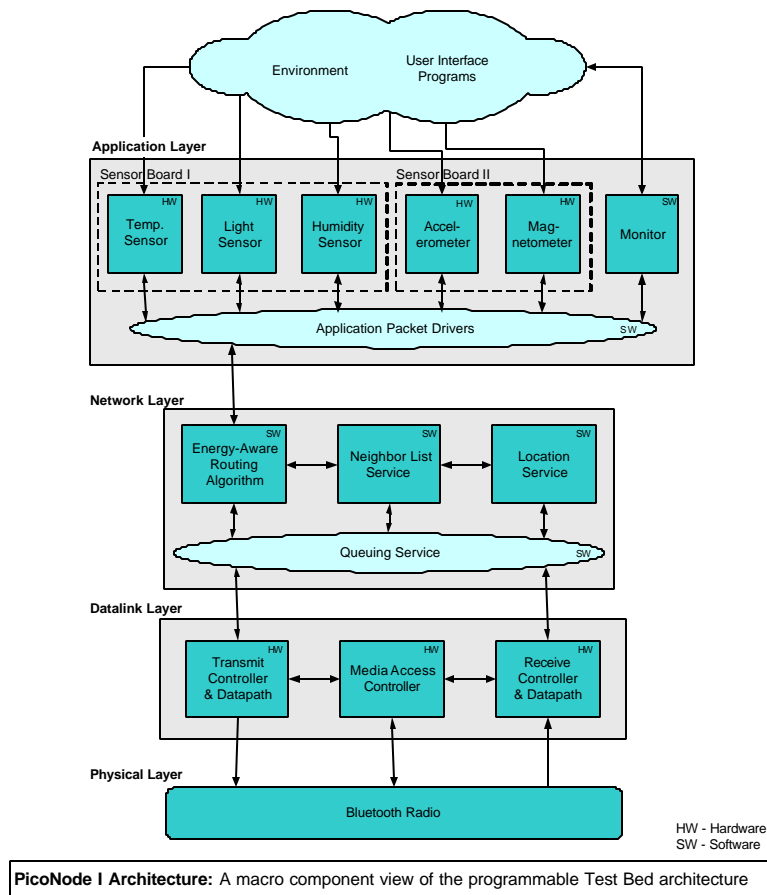 Environment
User Interface
Programs
Application Layer
Sensor Board I
Sensor Board II
HW
Temp.
Sensor
HW
Light
Sensor
HW
Humidity
Sensor
HW
Accel-
erometer
HW
Mag-
netometer
SW
Monitor
Application Packet Drivers
SW
Network Layer
SW
Energy-Aware
Routing
Algorithm
SW
Neighbor List
Service
SW
Location
Service
Queuing Service
SW
Datalink Layer
HW
Transmit
Controller
& Datapath
HW
Media Access
Controller
HW
Receive
Controller
& Datapath
Physical Layer
Bluetooth Radio
HW - Hardware
SW - Software
PicoNode I Architecture: A macro component view of the programmable Test Bed architecture